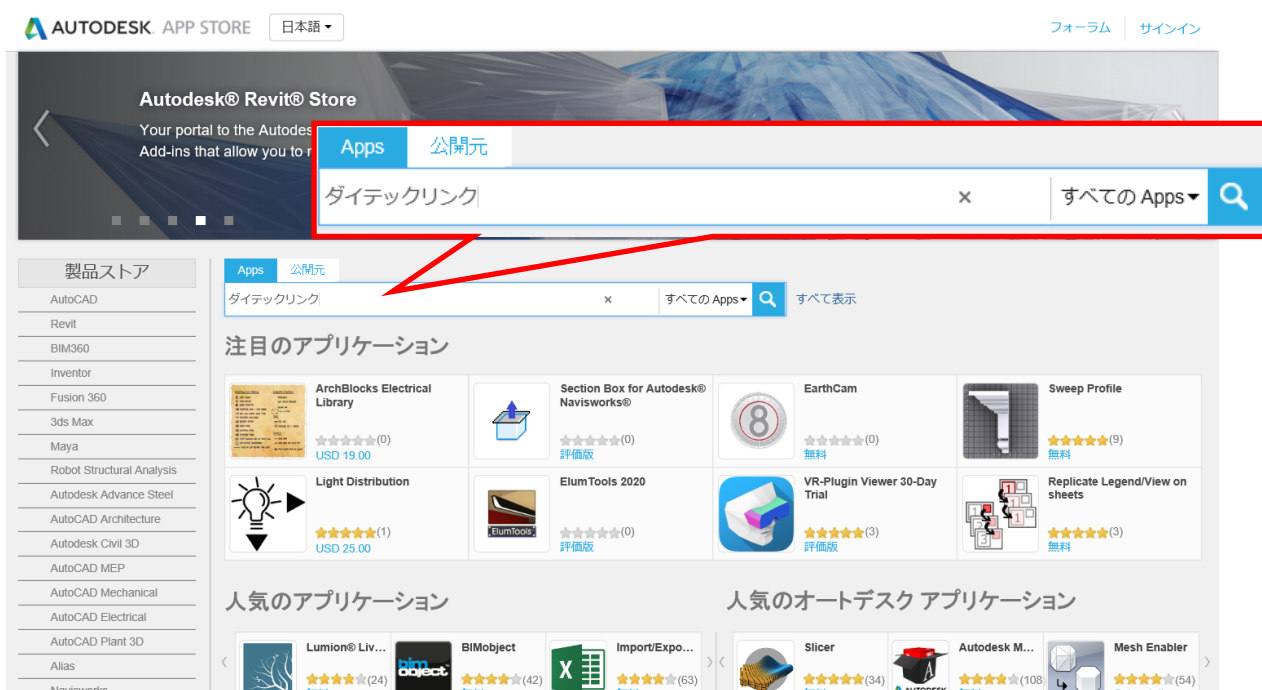 AUTODESK. APP STORE 日本語
フォーラム サインイン
Autodesk® Revit® Store
Your portal to the Autodes
Add-ins that allow you to
Apps 公開元
ダイテックリンク × すべての Apps
製品ストア
AutoCAD
Revit
BIM360
Inventor
Fusion 360
3ds Max
Maya
Robot Structural Analysis
Autodesk Advance Steel
AutoCAD Architecture
Autodesk Civil 3D
AutoCAD MEP
AutoCAD Mechanical
AutoCAD Electrical
AutoCAD Plant 3D
Alias
Navisworks
Apps 公開元
ダイテックリンク × すべての Apps すべて表示
注目のアプリケーション
ArchBlocks Electrical
Library
(0)
USD 19.00
Section Box for Autodesk®
Navisworks®
(0)
評価版
8
EarthCam
(0)
無料
Sweep Profile
(9)
無料
Light Distribution
(1)
USD 25.00
ElumTools
ElumTools 2020
(0)
評価版
VR-Plugin Viewer 30-Day
Trial
(3)
評価版
1
1
2
1
3
Replicate Legend/View on
sheets
(3)
無料
人気のアプリケーション
Lumion® Liv...
(24)
bim
object
BIMobject
(42)
X
Import/Expo...
(63)
人気のオートデスク アプリケーション
Slicer
(34)
A
AUTODESK
Autodesk M...
(108
Mesh Enabler
(54)